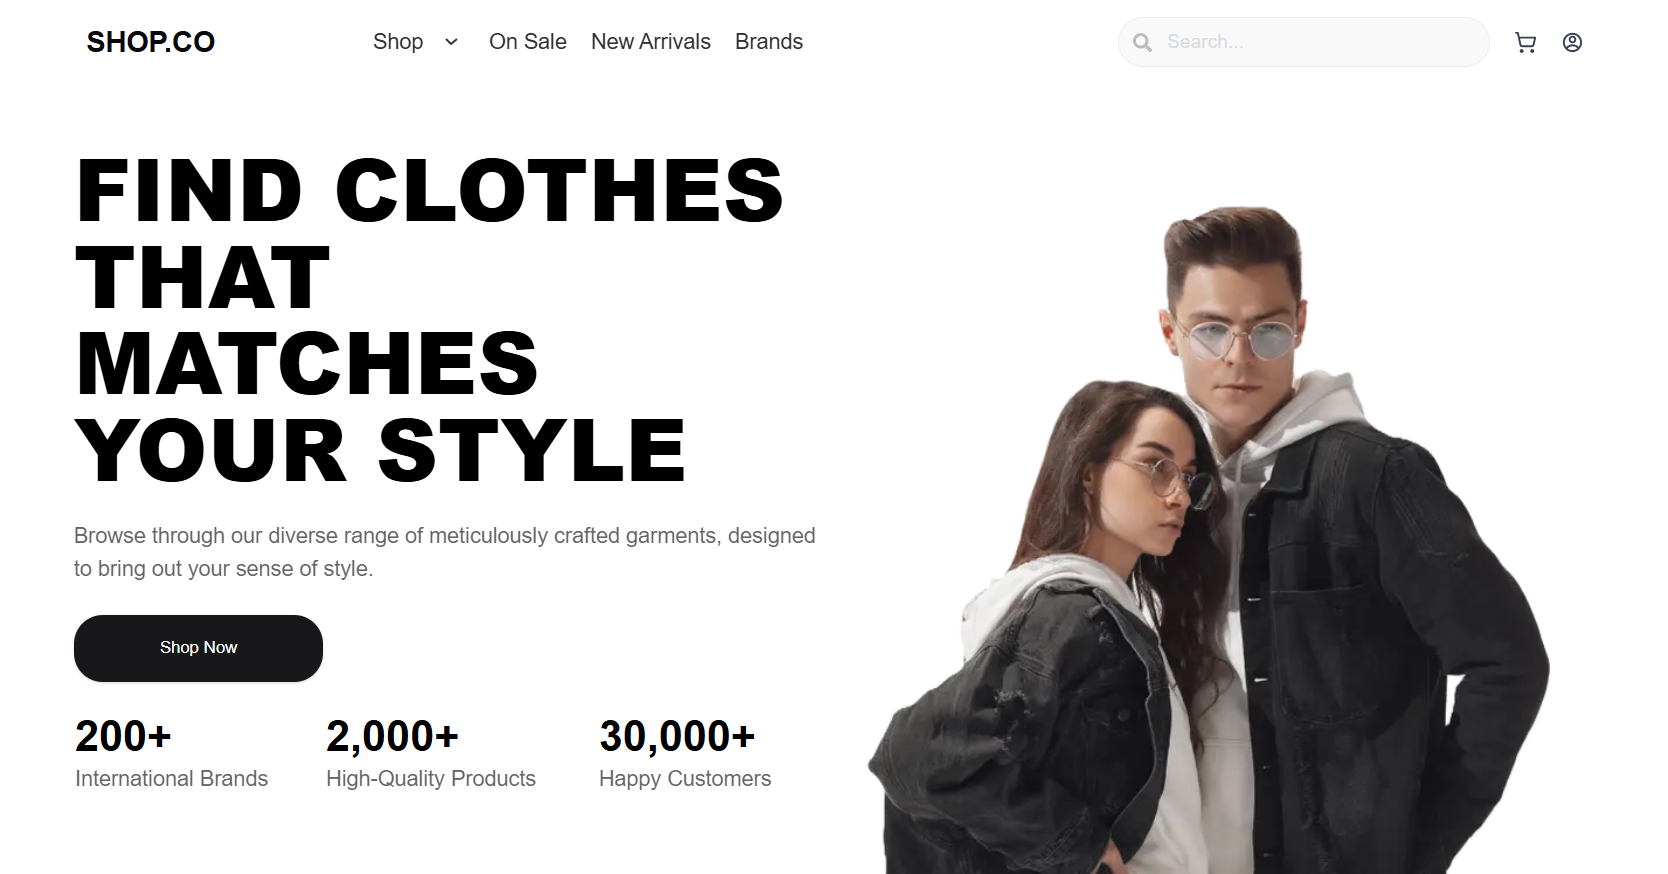 SHOP.CO
Shop
On Sale
New Arrivals
Brands
Search...
FIND CLOTHES
THAT
MATCHES
YOUR STYLE
Browse through our diverse range of meticulously crafted garments, designed
to bring out your sense of style.
Shop Now
200+
International Brands
2,000+
High-Quality Products
30,000+
Happy Customers